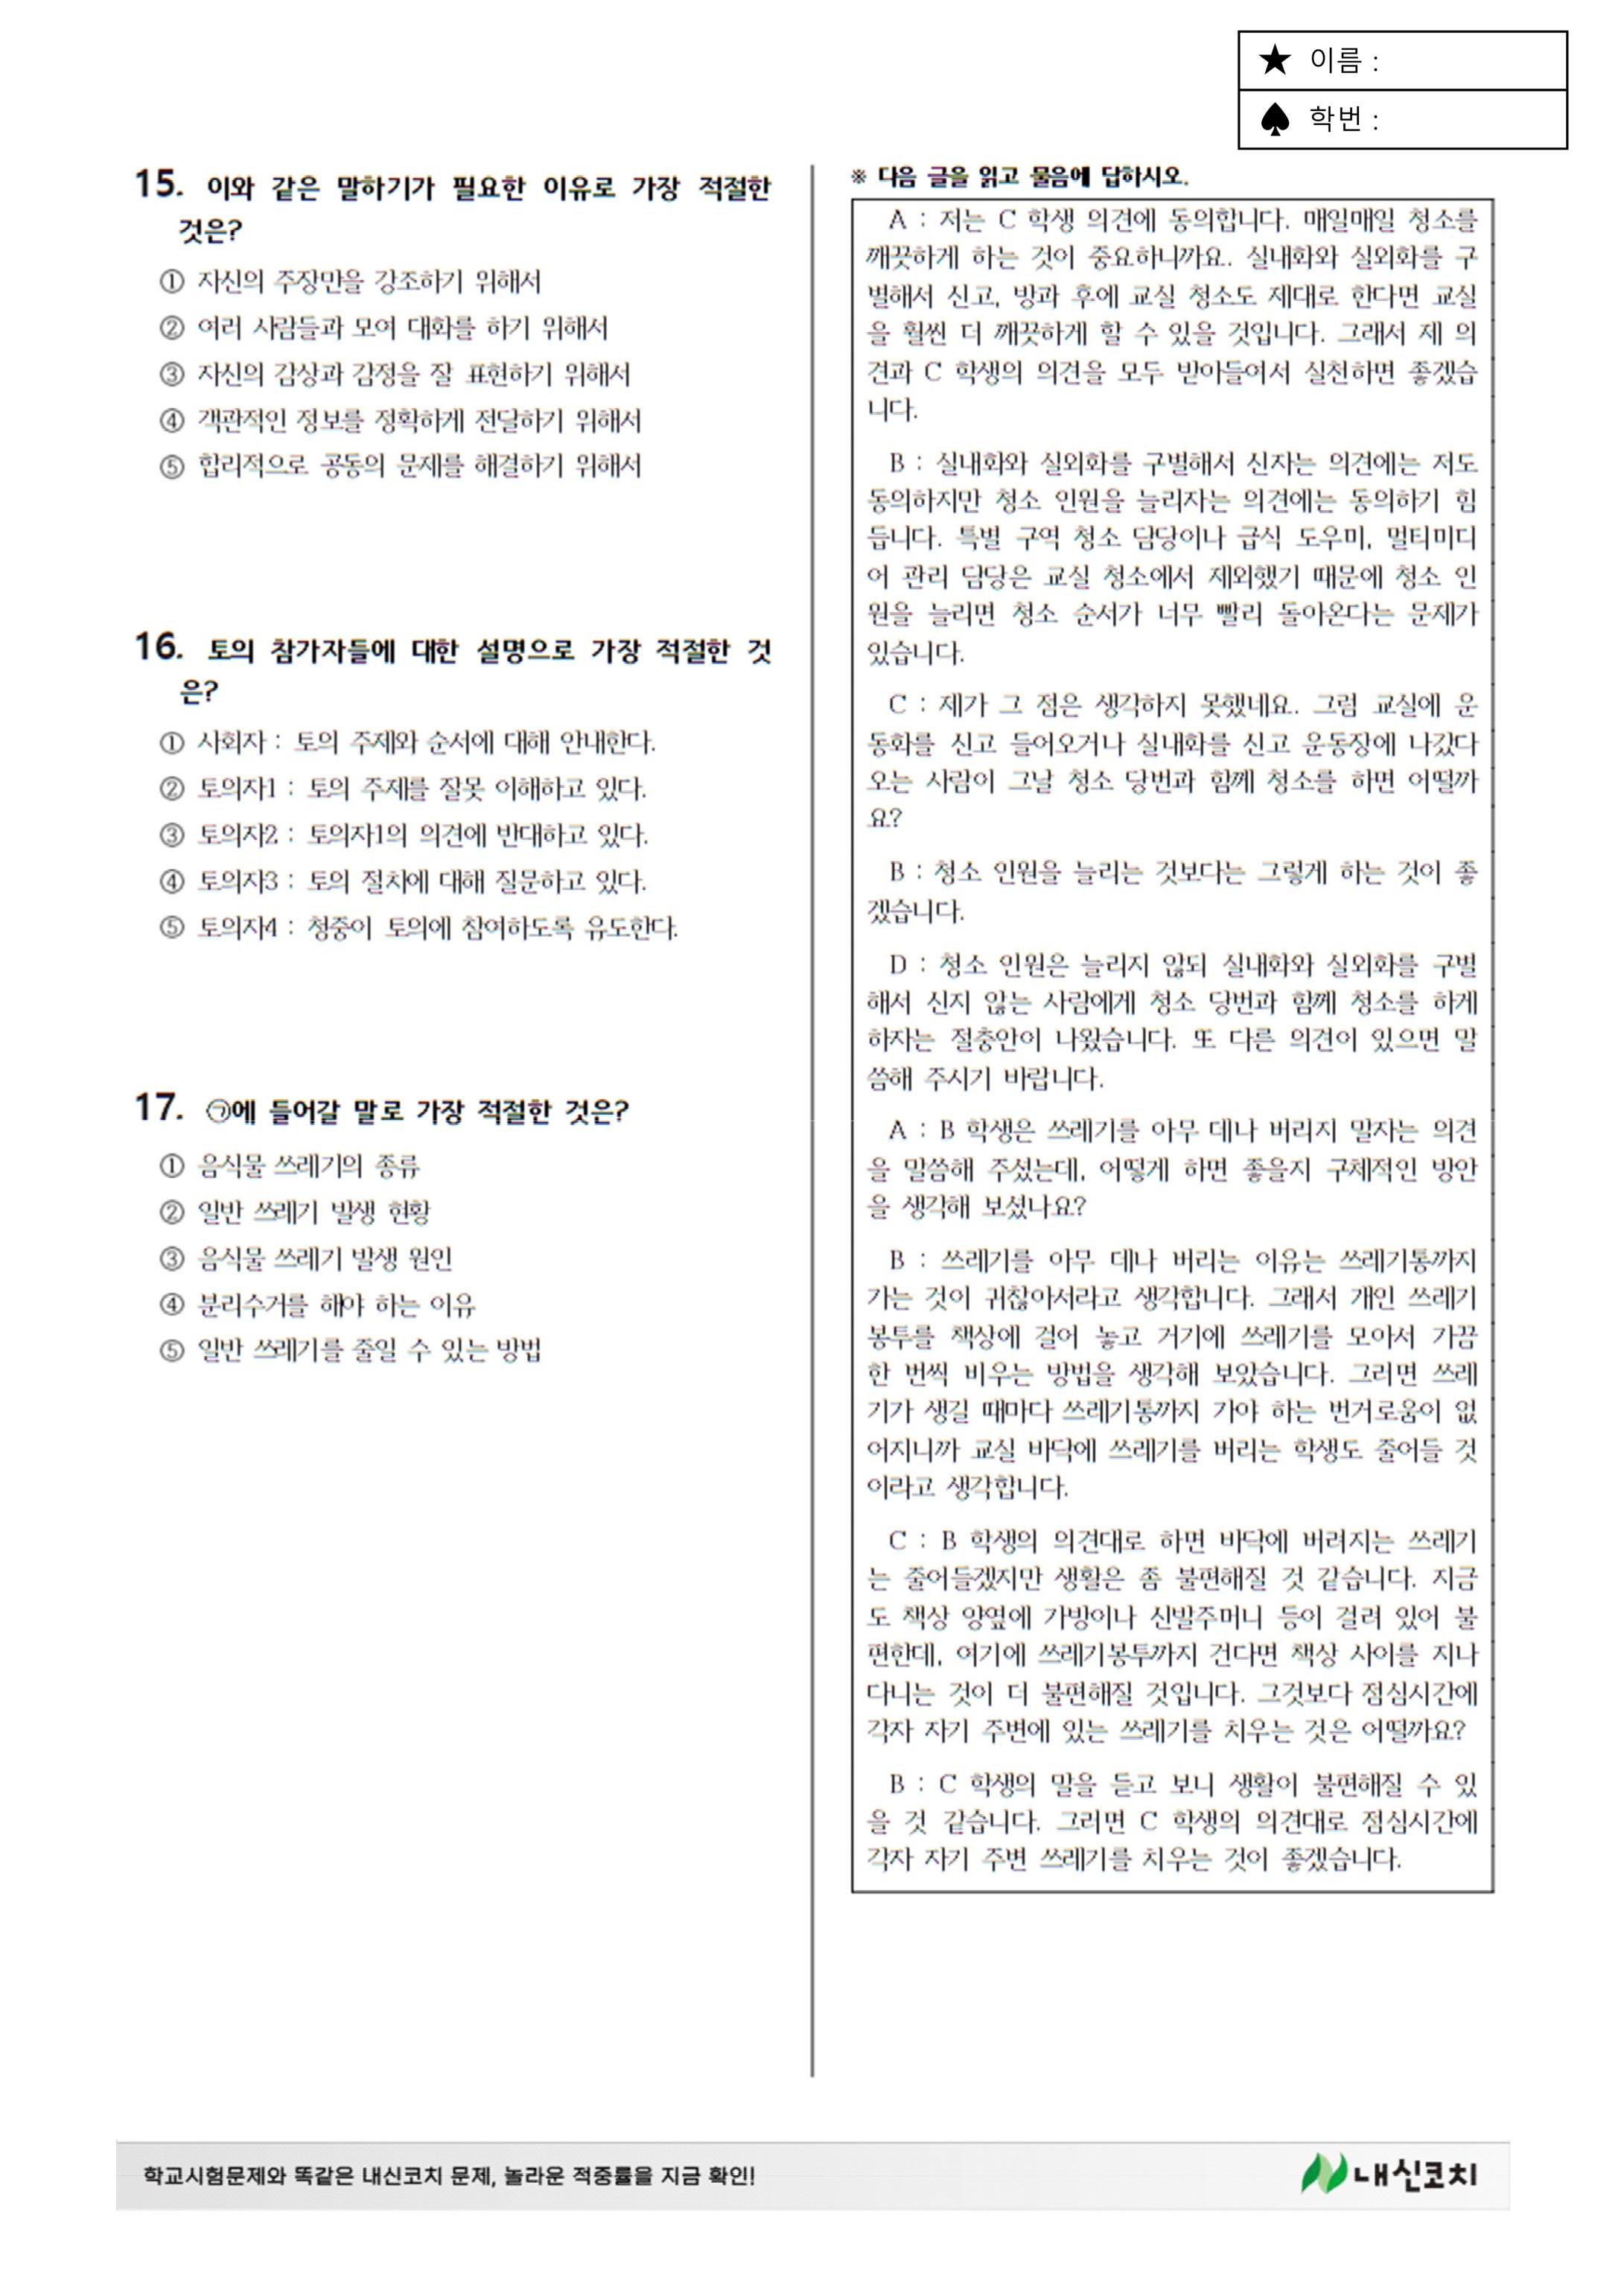 ★ 이름 :
♠ 학번 :
15. 이와 같은 말하기가 필요한 이유로 가장 적절한
것은?
① 자신의 주장만을 강조하기 위해서
② 여러 사람들과 모여 대화를 하기 위해서
③ 자신의 감상과 감정을 잘 표현하기 위해서
④ 객관적인 정보를 정확하게 전달하기 위해서
⑤ 합리적으로 공동의 문제를 해결하기 위해서
16. 토의 참가자들에 대한 설명으로 가장 적절한 것
은?
① 사회자 : 토의 주제와 순서에 대해 안내한다.
② 토의자1 : 토의 주제를 잘못 이해하고 있다.
③ 토의자2 : 토의자1의 의견에 반대하고 있다.
④ 토의자3 : 토의 절차에 대해 질문하고 있다.
⑤ 토의자4 : 청중이 토의에 참여하도록 유도한다.
17. ㉠에 들어갈 말로 가장 적절한 것은?
① 음식물 쓰레기의 종류
② 일반 쓰레기 발생 현황
③ 음식물 쓰레기 발생 원인
④ 분리수거를 해야 하는 이유
⑤ 일반 쓰레기를 줄일 수 있는 방법
※ 다음 글을 읽고 물음에 답하시오.
A : 저는 C 학생 의견에 동의합니다. 매일매일 청소를
깨끗하게 하는 것이 중요하니까요. 실내화와 실외화를 구
별해서 신고, 방과 후에 교실 청소도 제대로 한다면 교실
을 훨씬 더 깨끗하게 할 수 있을 것입니다. 그래서 제 의
견과 C 학생의 의견을 모두 받아들여서 실천하면 좋겠습
니다.
B : 실내화와 실외화를 구별해서 신자는 의견에는 저도
동의하지만 청소 인원을 늘리자는 의견에는 동의하기 힘
듭니다. 특별 구역 청소 담당이나 급식 도우미, 멀티미디
어 관리 담당은 교실 청소에서 제외했기 때문에 청소 인
원을 늘리면 청소 순서가 너무 빨리 돌아온다는 문제가
있습니다.
C : 제가 그 점은 생각하지 못했네요. 그럼 교실에 운
동화를 신고 들어오거나 실내화를 신고 운동장에 나갔다
오는 사람이 그날 청소 당번과 함께 청소를 하면 어떨까
요?
B : 청소 인원을 늘리는 것보다는 그렇게 하는 것이 좋
겠습니다.
D : 청소 인원은 늘리지 않되 실내화와 실외화를 구별
해서 신지 않는 사람에게 청소 당번과 함께 청소를 하게
하자는 절충안이 나왔습니다. 또 다른 의견이 있으면 말
씀해 주시기 바랍니다.
A : B 학생은 쓰레기를 아무 데나 버리지 말자는 의견
을 말씀해 주셨는데, 어떻게 하면 좋을지 구체적인 방안
을 생각해 보셨나요?
B : 쓰레기를 아무 데나 버리는 이유는 쓰레기통까지
가는 것이 귀찮아서라고 생각합니다. 그래서 개인 쓰레기
봉투를 책상에 걸어 놓고 거기에 쓰레기를 모아서 가끔
한 번씩 비우는 방법을 생각해 보았습니다. 그러면 쓰레
기가 생길 때마다 쓰레기통까지 가야 하는 번거로움이 없
어지니까 교실 바닥에 쓰레기를 버리는 학생도 줄어들 것
이라고 생각합니다.
C : B 학생의 의견대로 하면 바닥에 버려지는 쓰레기
는 줄어들겠지만 생활은 좀 불편해질 것 같습니다. 지금
도 책상 양옆에 가방이나 신발주머니 등이 걸려 있어 불
편한데, 여기에 쓰레기봉투까지 건다면 책상 사이를 지나
다니는 것이 더 불편해질 것입니다. 그것보다 점심시간에
각자 자기 주변에 있는 쓰레기를 치우는 것은 어떨까요?
B : C 학생의 말을 듣고 보니 생활이 불편해질 수 있
을 것 같습니다. 그러면 C 학생의 의견대로 점심시간에
각자 자기 주변 쓰레기를 치우는 것이 좋겠습니다.
학교시험문제와 똑같은 내신코치 문제, 놀라운 적중률을 지금 확인!
내신코치